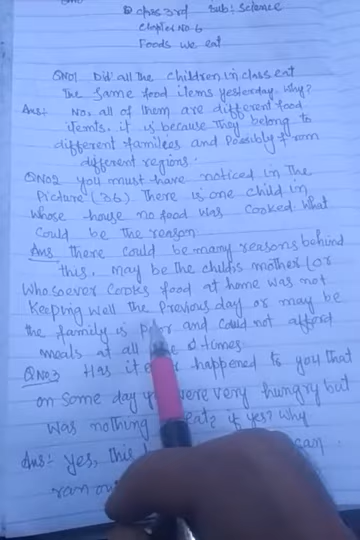 class 3rd Sub: Science
Chapter No. 6
Foods we eat
QNo1 Did all the children in class eat
the same food items yesterday. Why?
Ans: No, all of them are different food
items. it is because they belong to
different families and possibly from
different regions.
QNo2 you must have noticed in the
Picture (36). There is one child in
whose house no food was cooked. What
could be the reason
Ans There could be many reasons behind
this, may be the child's mother (or
whosoever cooks food at home was not
Keeping well the Previous day or may be
the family is and could not afford
meals at all times.
QNo3 Has it happened to you that
on some day were very hungry but
was nothing eat? if yes? why
Ans: yes, this can
ran